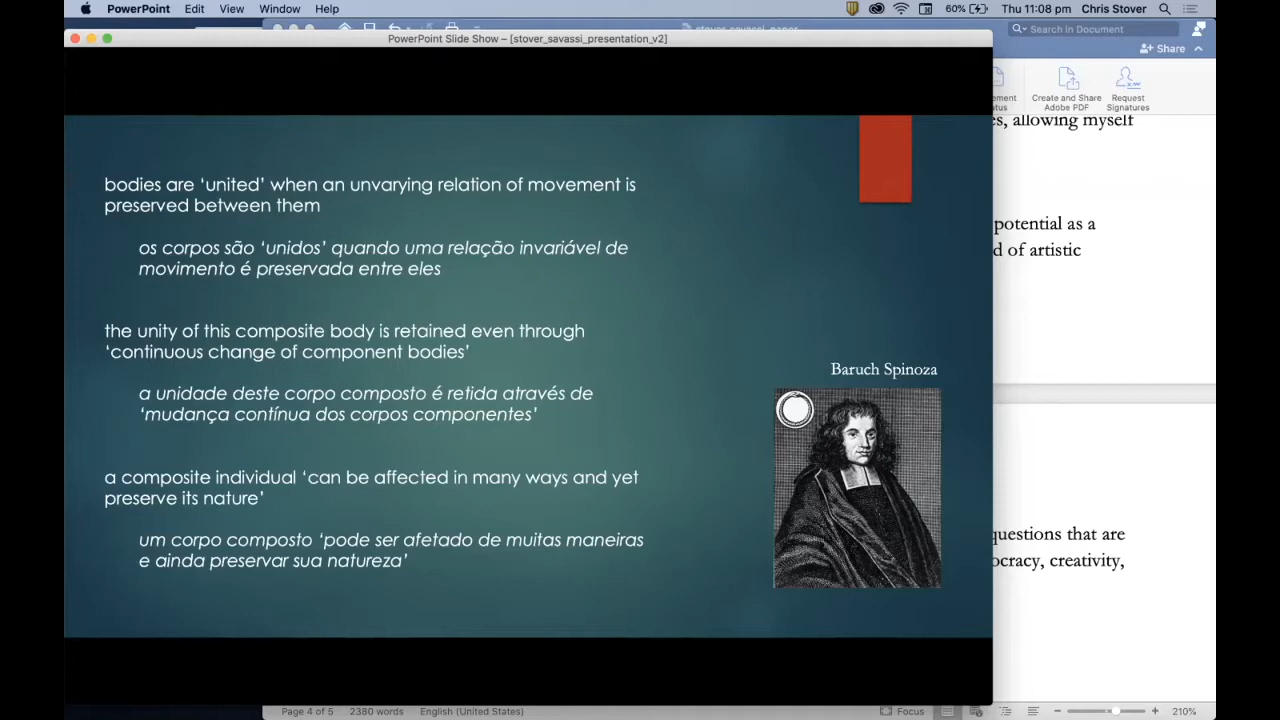 PowerPoint Edit View Window Help 60% Thu 11:08 pm Chris Stover
stover_savassi_paper
PowerPoint Slide Show – [stover_savassi_presentation_v2]
Search in Document
Share
Create and Share
Adobe PDF
Request
Signatures
es, allowing myself
potential as a
d of artistic
questions that are
ocracy, creativity,
bodies are ‘united’ when an unvarying relation of movement is
preserved between them
os corpos são ‘unidos’ quando uma relação invariável de
movimento é preservada entre eles
the unity of this composite body is retained even through
‘continuous change of component bodies’
a unidade deste corpo composto é retida através de
‘mudança contínua dos corpos componentes’
a composite individual ‘can be affected in many ways and yet
preserve its nature’
um corpo composto ‘pode ser afetado de muitas maneiras
e ainda preservar sua natureza’
Baruch Spinoza
Page 4 of 5 2380 words English (United States) Focus 210%